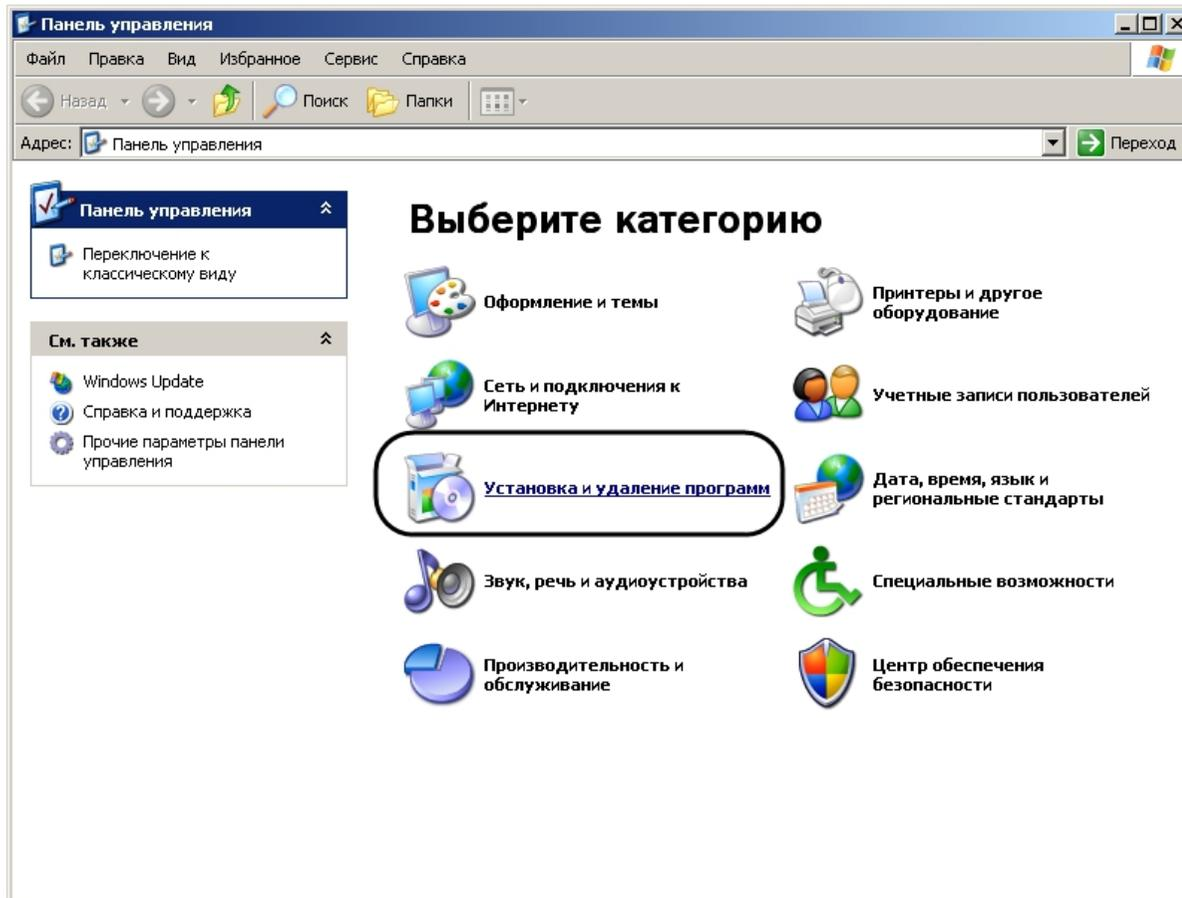 Панель управления
Файл Правка Вид Избранное Сервис Справка
Назад Поиск Папки
Адрес: Панель управления Переход
Панель управления
Переключение к
классическому виду
См. также
Windows Update
Справка и поддержка
Прочие параметры панели
управления
Выберите категорию
Оформление и темы
Принтеры и другое
оборудование
Сеть и подключения к
Интернету
Учетные записи пользователей
Установка и удаление программ
Дата, время, язык и
региональные стандарты
Звук, речь и аудиоустройства
Специальные возможности
Производительность и
обслуживание
Центр обеспечения
безопасности